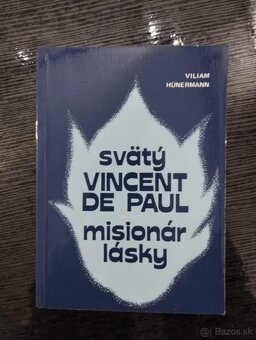 VILIAM
HÜNERMANN
svätý
VINCENT
DE PAUL
misionár
lásky
Bazos.sk